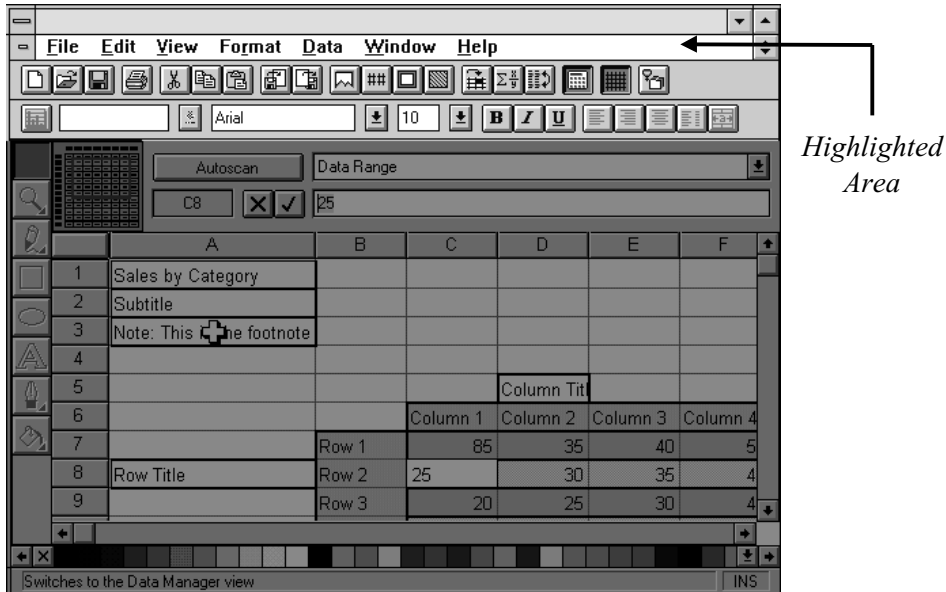 File Edit View Format Data Window Help
##
Arial 10 B I U
Highlighted
Area
Autoscan Data Range
C8 25
A B C D E F
1 Sales by Category
2 Subtitle
3 Note: This he footnote
4
5 Column Titl
6 Column 1 Column 2 Column 3 Column 4
7 Row 1 85 35 40 5
8 Row Title Row 2 25 30 35 4
9 Row 3 20 25 30 4
Switches to the Data Manager view INS